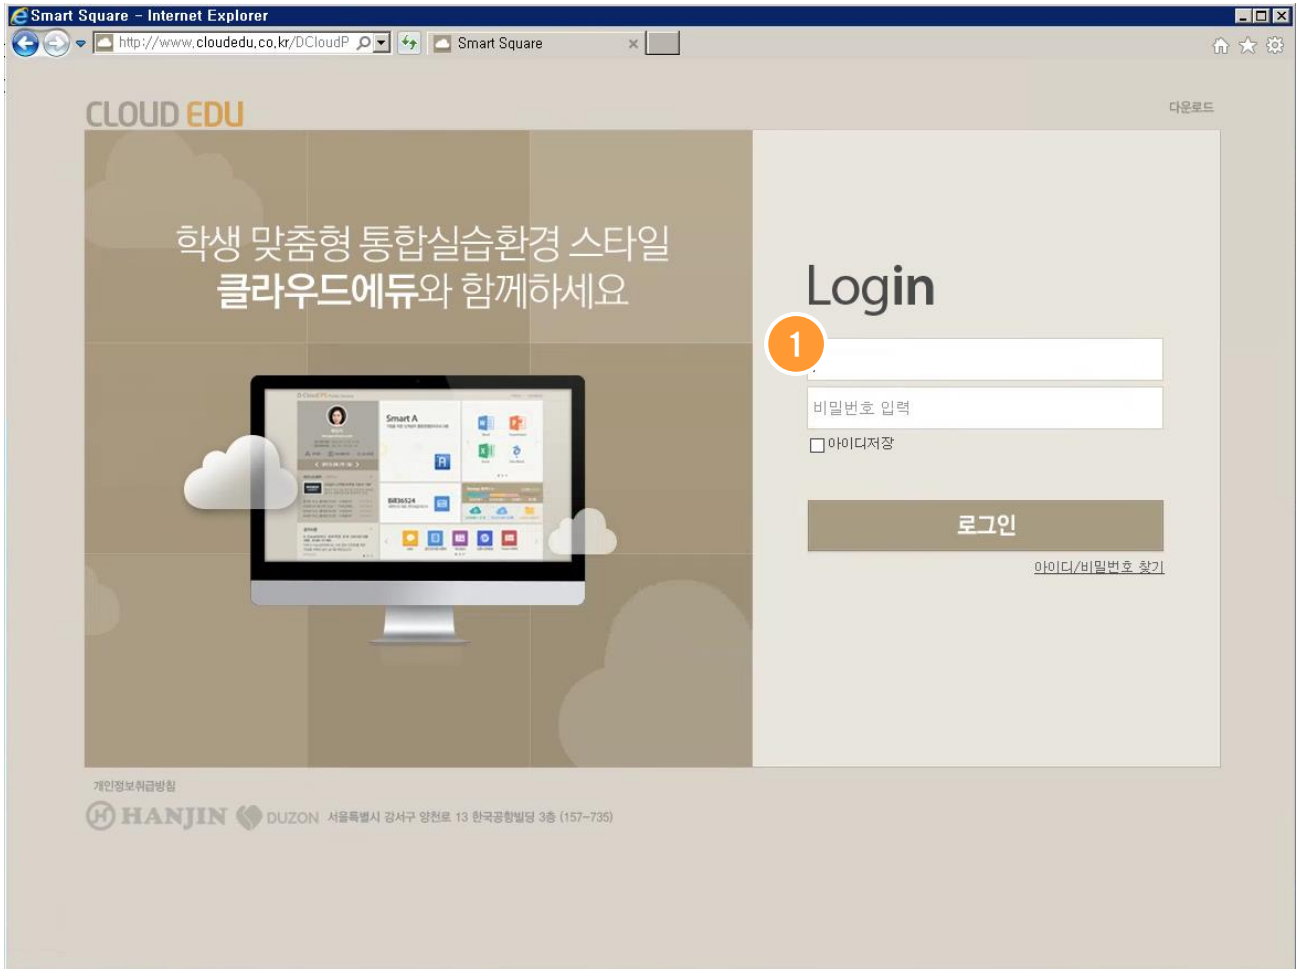 Smart Square - Internet Explorer
http://www.cloudedu.co.kr/DCloudP
Smart Square
CLOUD EDU
다운로드
학생 맞춤형 통합실습환경 스타일
클라우드에듀와 함께하세요
Smart A
Bill36524
Login
1
비밀번호 입력
아이디저장
로그인
아이디/비밀번호 찾기
개인정보취급방침
HANJIN DUZON 서울특별시 강서구 양천로 13 한국공항빌딩 3층 (157-735)